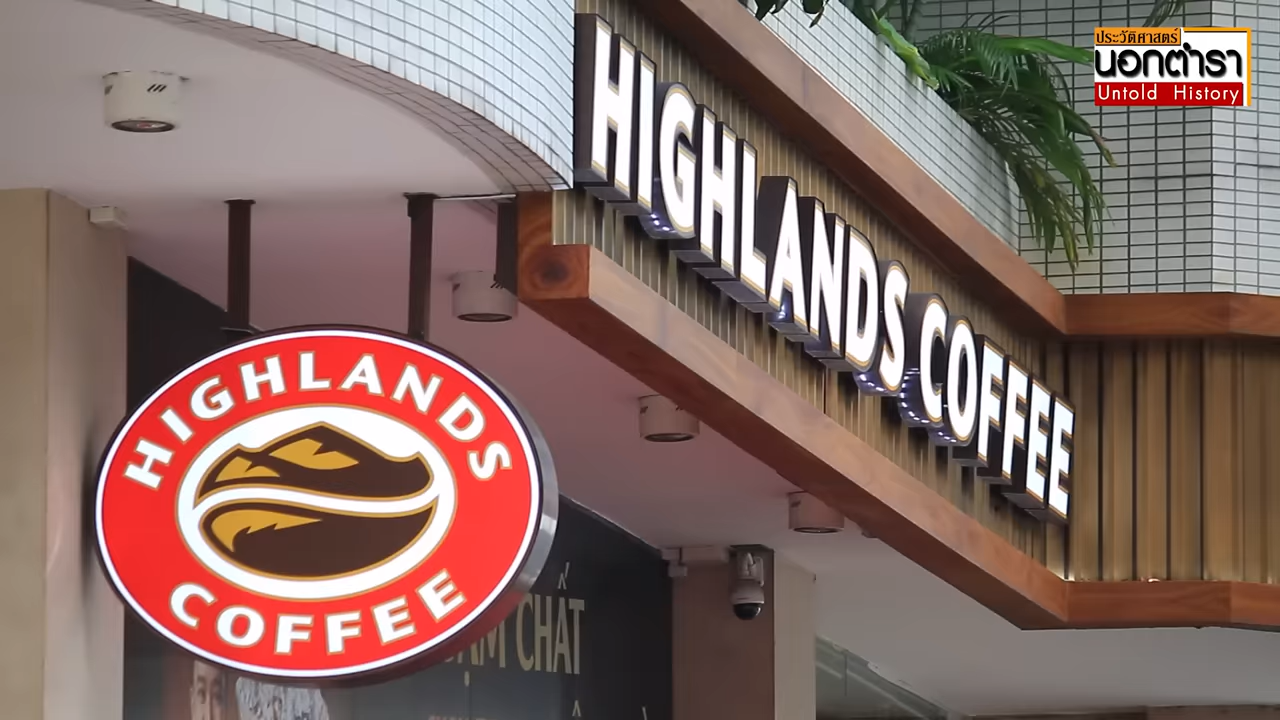 ประวัติศาสตร์
นอกตำรา
Untold History
HIGHLANDS COFFEE
HIGHLANDS
COFFEE
CHẤT